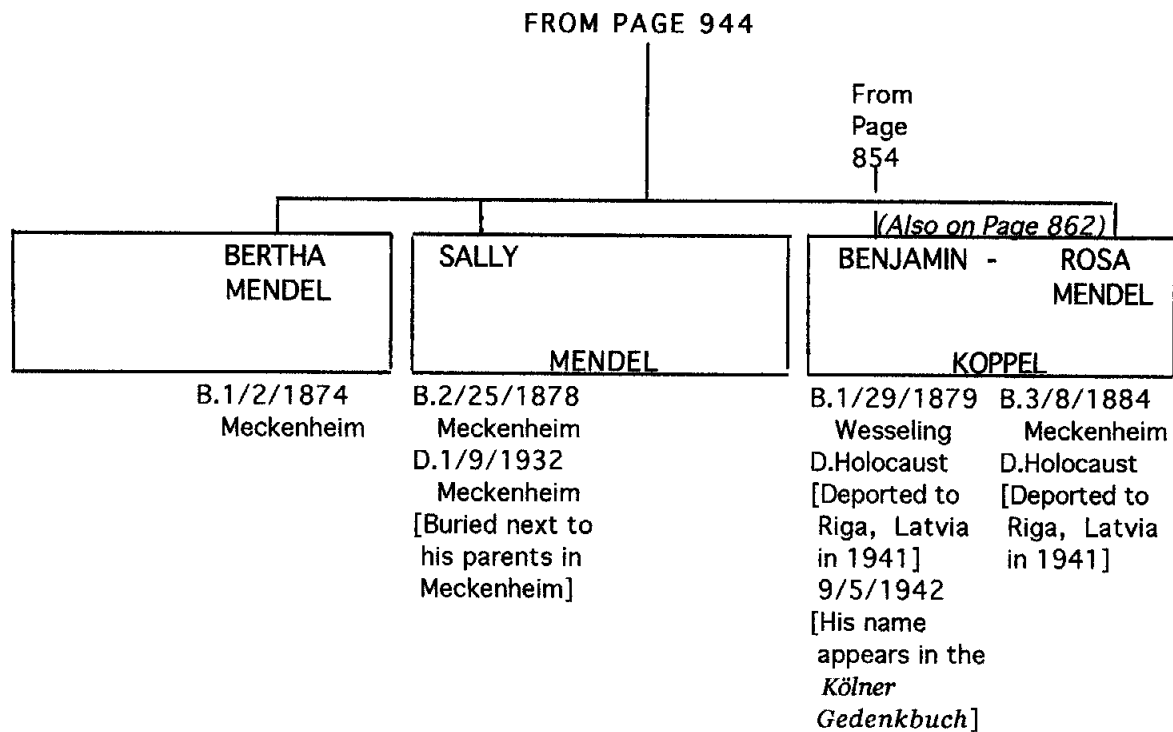 FROM PAGE 944
From
Page
854
(Also on Page 862)
BERTHA
MENDEL
SALLY
MENDEL
BENJAMIN - ROSA
MENDEL
KOPPEL
B.1/2/1874
Meckenheim
B.2/25/1878
Meckenheim
D.1/9/1932
Meckenheim
[Buried next to
his parents in
Meckenheim]
B.1/29/1879
Wesseling
D.Holocaust
[Deported to
Riga, Latvia
in 1941]
9/5/1942
[His name
appears in the
Kölner
Gedenkbuch]
B.3/8/1884
Meckenheim
D.Holocaust
[Deported to
Riga, Latvia
in 1941]